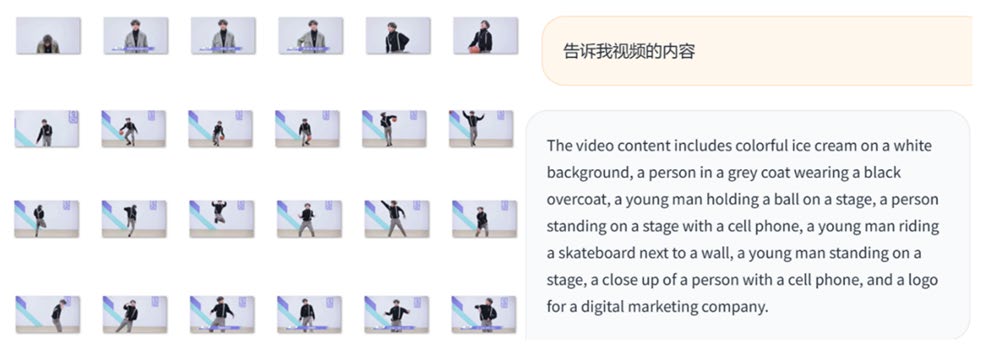 告诉我视频的内容
The video content includes colorful ice cream on a white
background, a person in a grey coat wearing a black
overcoat, a young man holding a ball on a stage, a person
standing on a stage with a cell phone, a young man riding
a skateboard next to a wall, a young man standing on a
stage, a close up of a person with a cell phone, and a logo
for a digital marketing company.